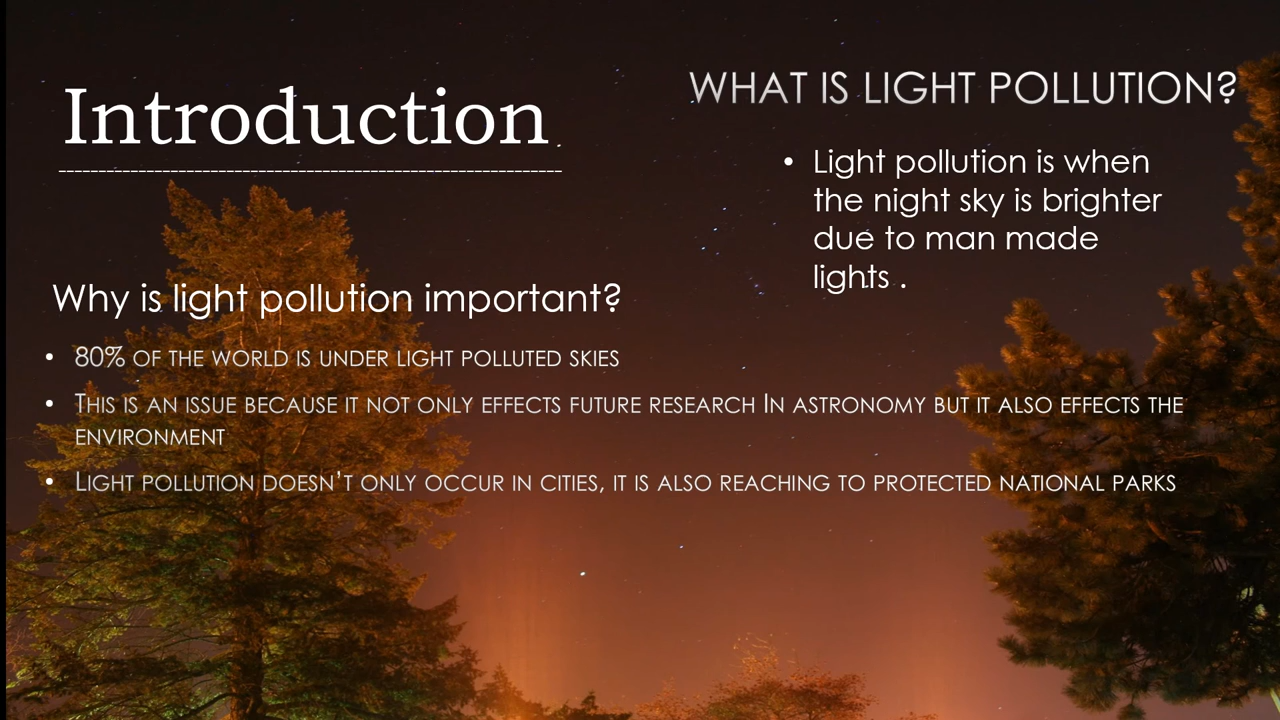 Introduction
----------------------------------------------------------------
WHAT IS LIGHT POLLUTION?
• Light pollution is when
the night sky is brighter
due to man made
lights .
Why is light pollution important?
• 80% OF THE WORLD IS UNDER LIGHT POLLUTED SKIES
• THIS IS AN ISSUE BECAUSE IT NOT ONLY EFFECTS FUTURE RESEARCH IN ASTRONOMY BUT IT ALSO EFFECTS THE
ENVIRONMENT
• LIGHT POLLUTION DOESN'T ONLY OCCUR IN CITIES, IT IS ALSO REACHING TO PROTECTED NATIONAL PARKS